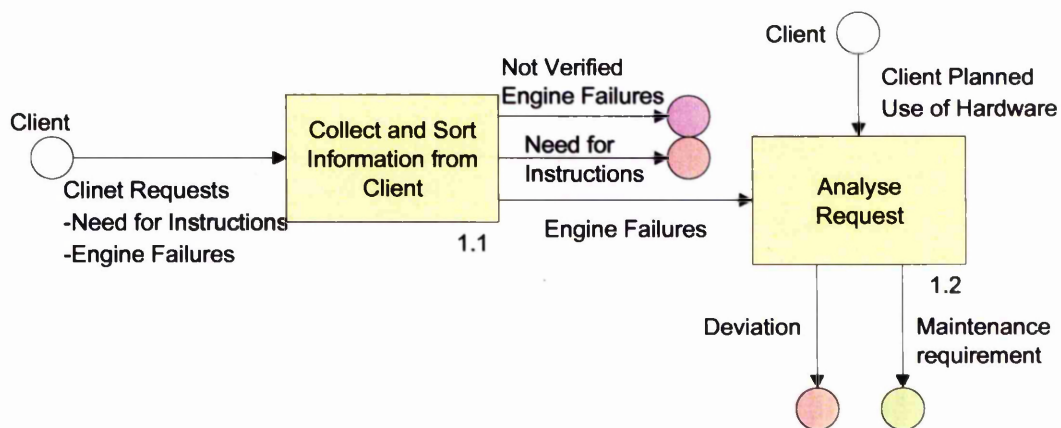 Client
Clinet Requests
-Need for Instructions
-Engine Failures
Collect and Sort
Information from
Client
1.1
Not Verified
Engine Failures
Need for
Instructions
Engine Failures
Client
Client Planned
Use of Hardware
Analyse
Request
1.2
Deviation
Maintenance
requirement